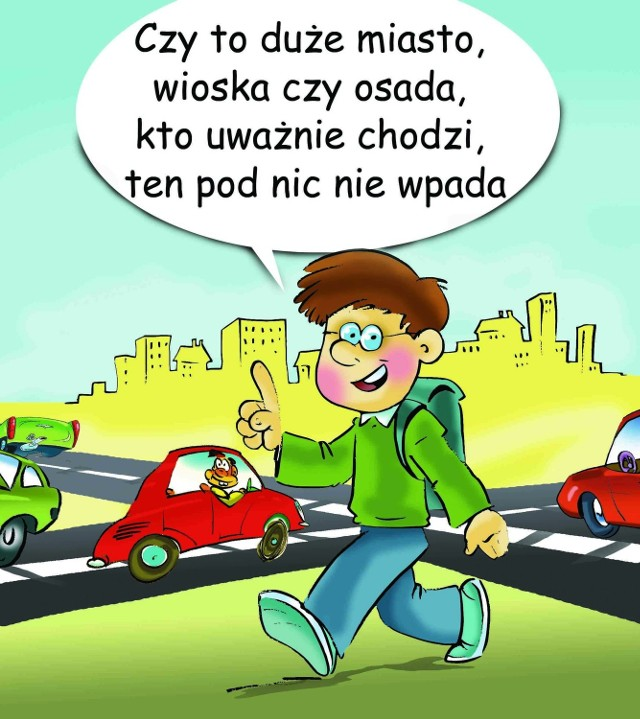 Czy to duże miasto,
wioska czy osada,
kto uważnie chodzi,
ten pod nic nie wpada